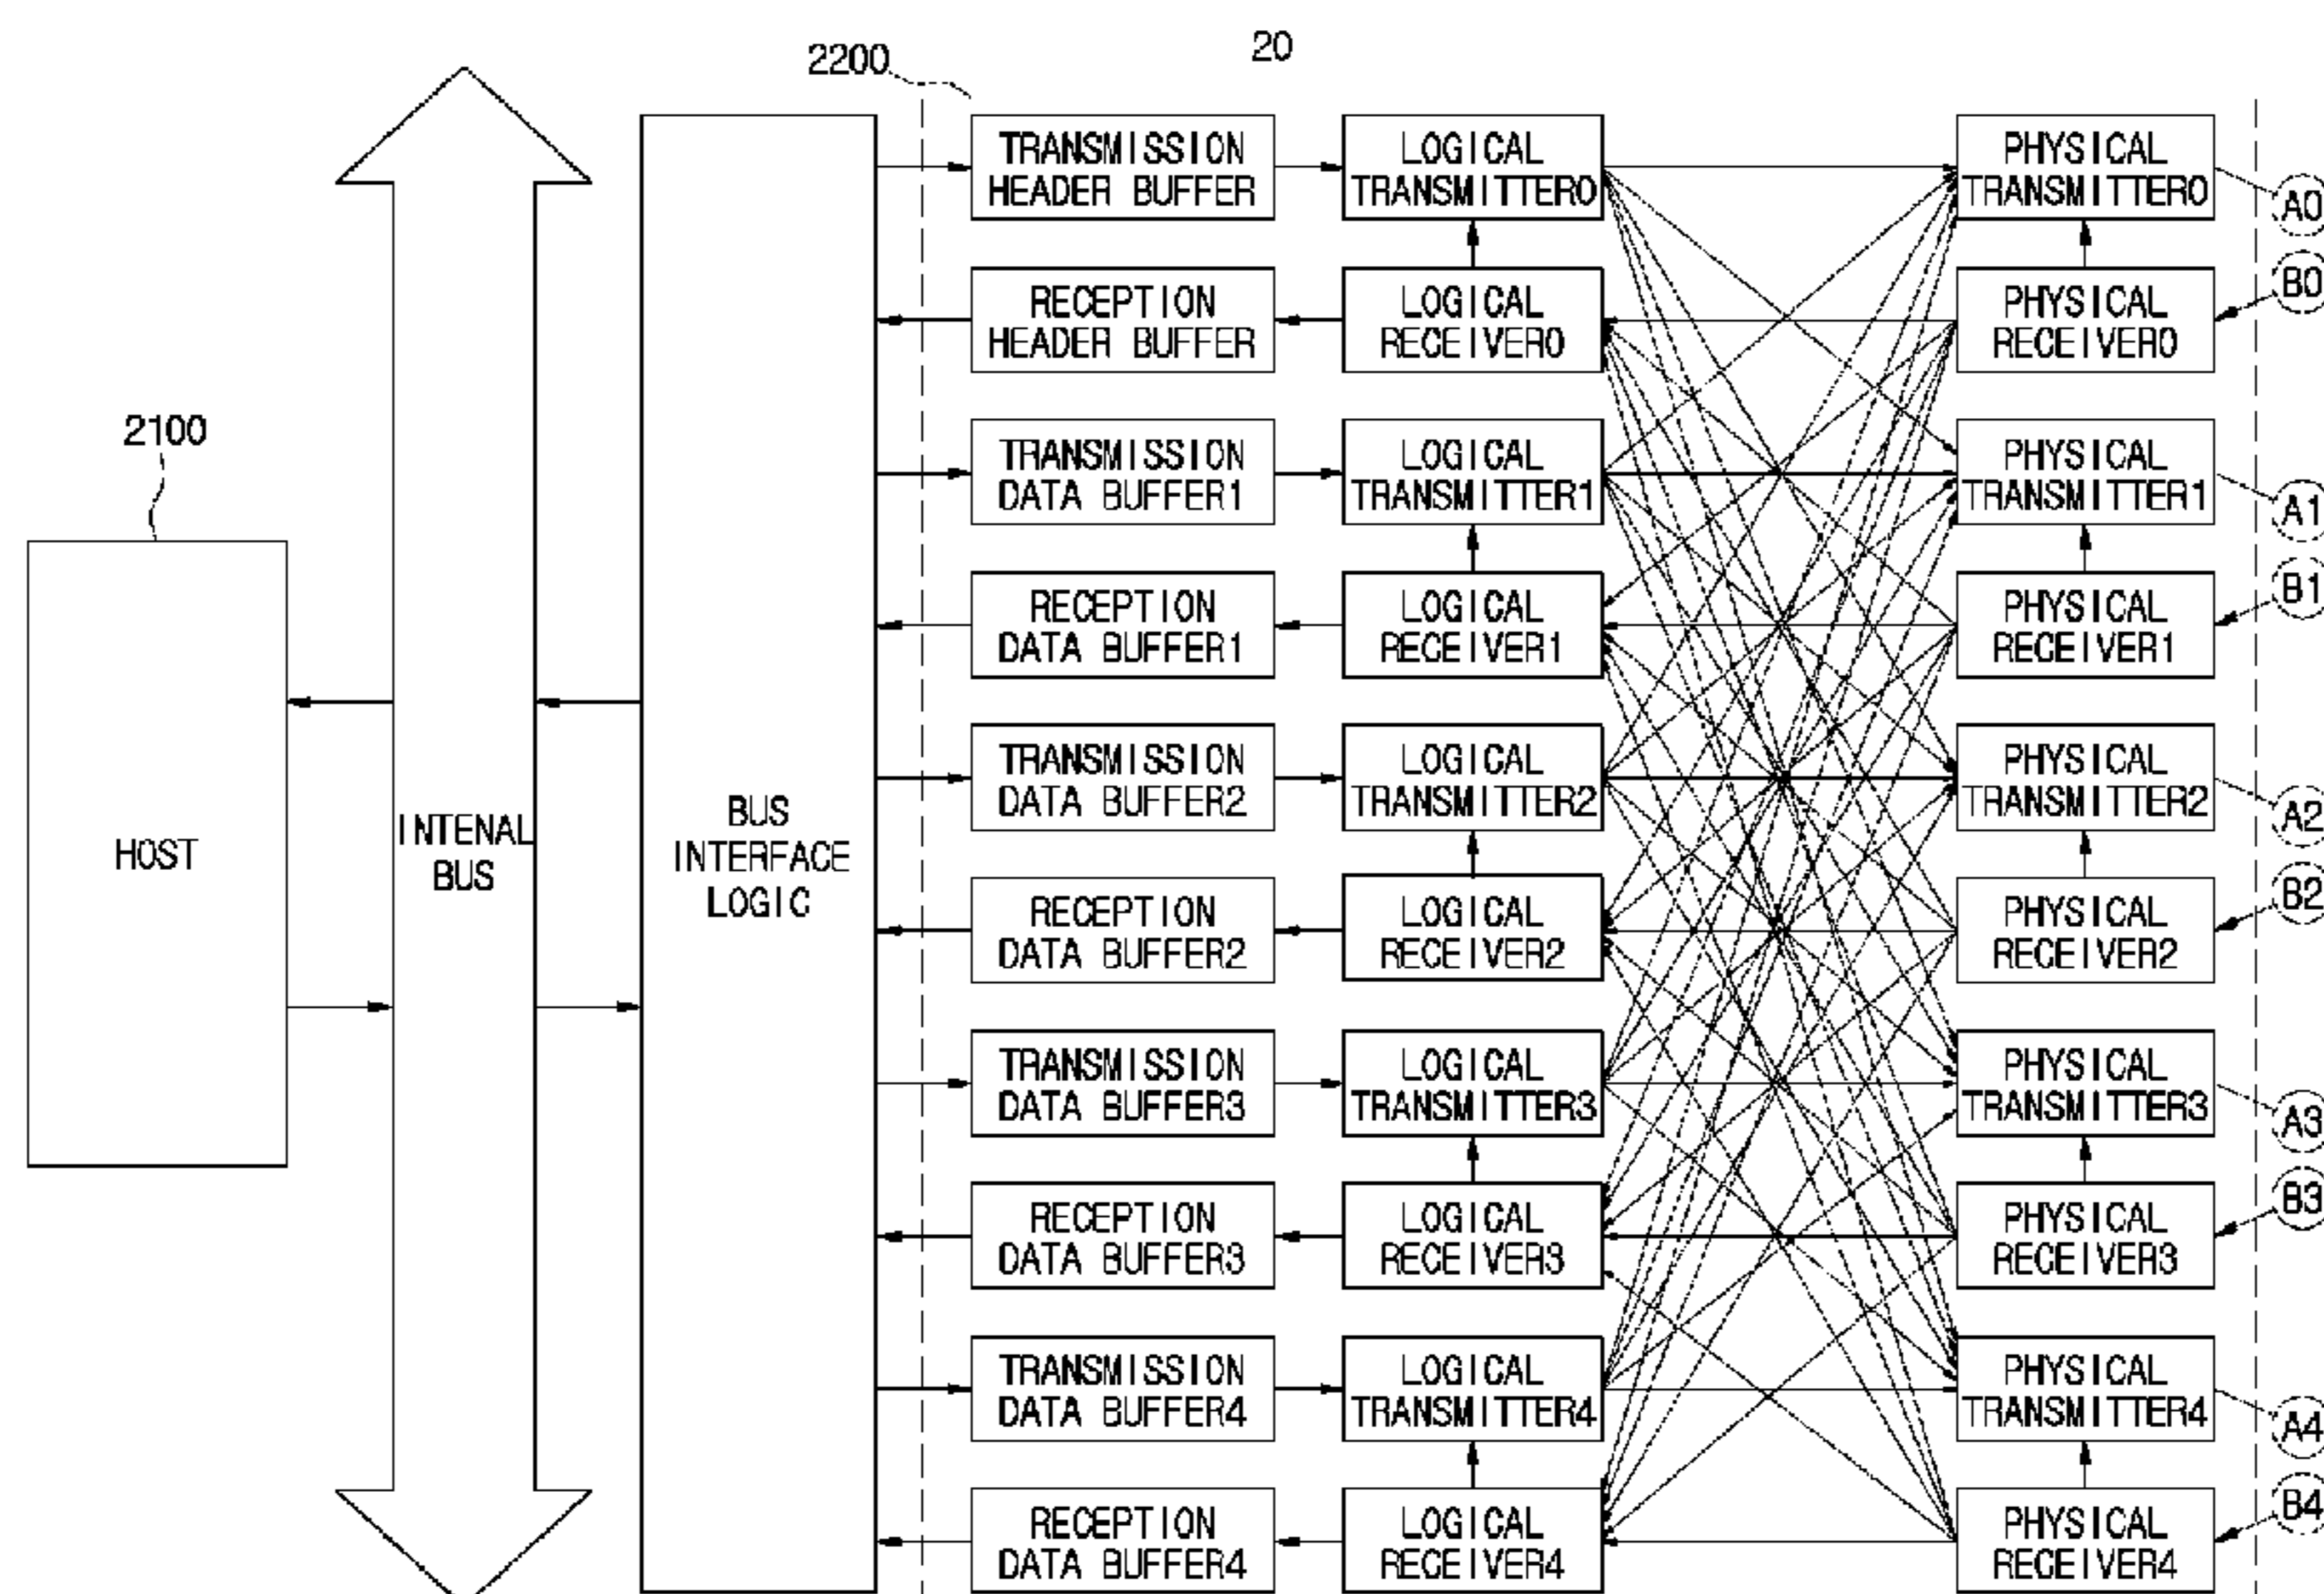 20
2200
2100
HOST
INTENAL
BUS
BUS
INTERFACE
LOGIC
TRANSMISSION
HEADER BUFFER
LOGICAL
TRANSMITTER0
PHYSICAL
TRANSMITTER0
A0
RECEPTION
HEADER BUFFER
LOGICAL
RECEIVER0
PHYSICAL
RECEIVER0
B0
TRANSMISSION
DATA BUFFER1
LOGICAL
TRANSMITTER1
PHYSICAL
TRANSMITTER1
A1
RECEPTION
DATA BUFFER1
LOGICAL
RECEIVER1
PHYSICAL
RECEIVER1
B1
TRANSMISSION
DATA BUFFER2
LOGICAL
TRANSMITTER2
PHYSICAL
TRANSMITTER2
A2
RECEPTION
DATA BUFFER2
LOGICAL
RECEIVER2
PHYSICAL
RECEIVER2
B2
TRANSMISSION
DATA BUFFER3
LOGICAL
TRANSMITTER3
PHYSICAL
TRANSMITTER3
A3
RECEPTION
DATA BUFFER3
LOGICAL
RECEIVER3
PHYSICAL
RECEIVER3
B3
TRANSMISSION
DATA BUFFER4
LOGICAL
TRANSMITTER4
PHYSICAL
TRANSMITTER4
A4
RECEPTION
DATA BUFFER4
LOGICAL
RECEIVER4
PHYSICAL
RECEIVER4
B4